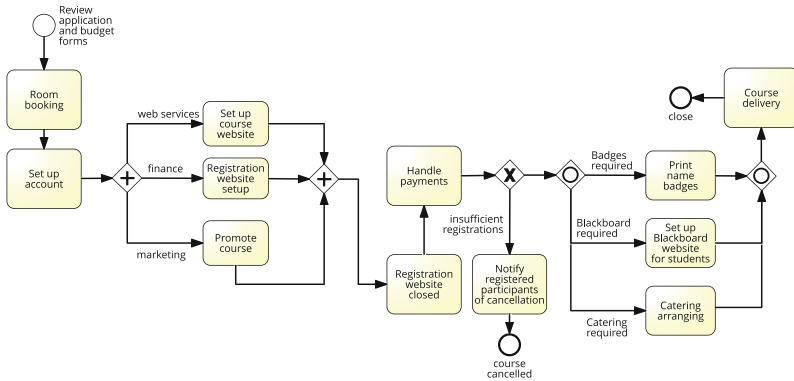 Review
application
and budget
forms
Room
booking
Set up
account
web services
finance
marketing
Set up
course
website
Registration
website
setup
Promote
course
Registration
website
closed
Handle
payments
insufficient
registrations
Notify
registered
participants
of cancellation
course
cancelled
Badges
required
Blackboard
required
Catering
required
Print
name
badges
Set up
Blackboard
website
for students
Catering
arranging
Course
delivery
close